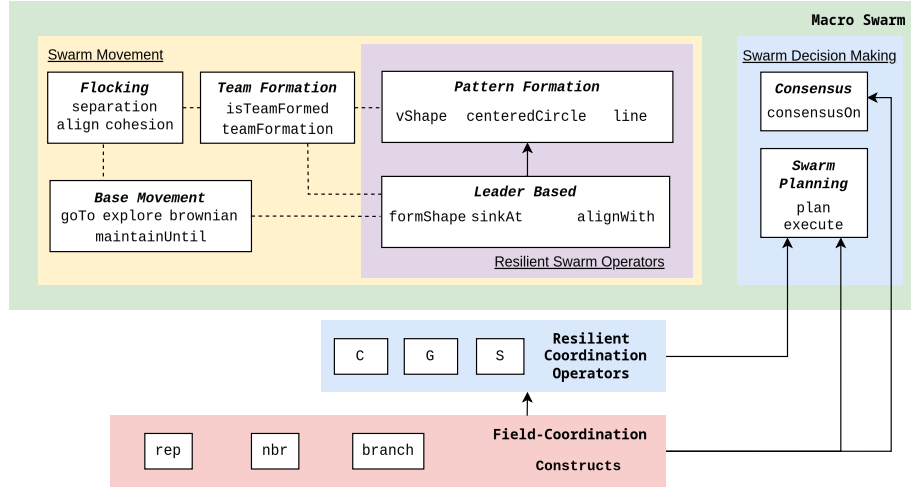 Macro Swarm
Swarm Movement
Flocking
separation
align cohesion
Team Formation
isTeamFormed
teamFormation
Base Movement
goTo explore brownian
maintainUntil
Pattern Formation
vShape centeredCircle line
Leader Based
formShape sinkAt alignWith
Resilient Swarm Operators
Swarm Decision Making
Consensus
consensusOn
Swarm
Planning
plan
execute
C G S
Resilient
Coordination
Operators
rep nbr branch
Field-Coordination
Constructs